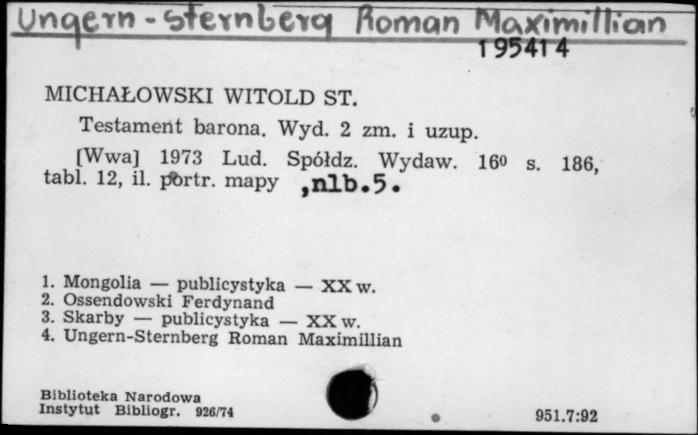 Ungern-Sternberg Roman Maximillian
195414
MICHAŁOWSKI WITOLD ST.
Testament barona. Wyd. 2 zm. i uzup.
[Wwa] 1973 Lud. Spółdz. Wydaw. 16⁰ s. 186,
tabl. 12, il. portr. mapy ,nlb.5.
1. Mongolia — publicystyka — XX w.
2. Ossendowski Ferdynand
3. Skarby — publicystyka — XX w.
4. Ungern-Sternberg Roman Maximillian
Biblioteka Narodowa
Instytut Bibliogr. 926/74
951.7:92